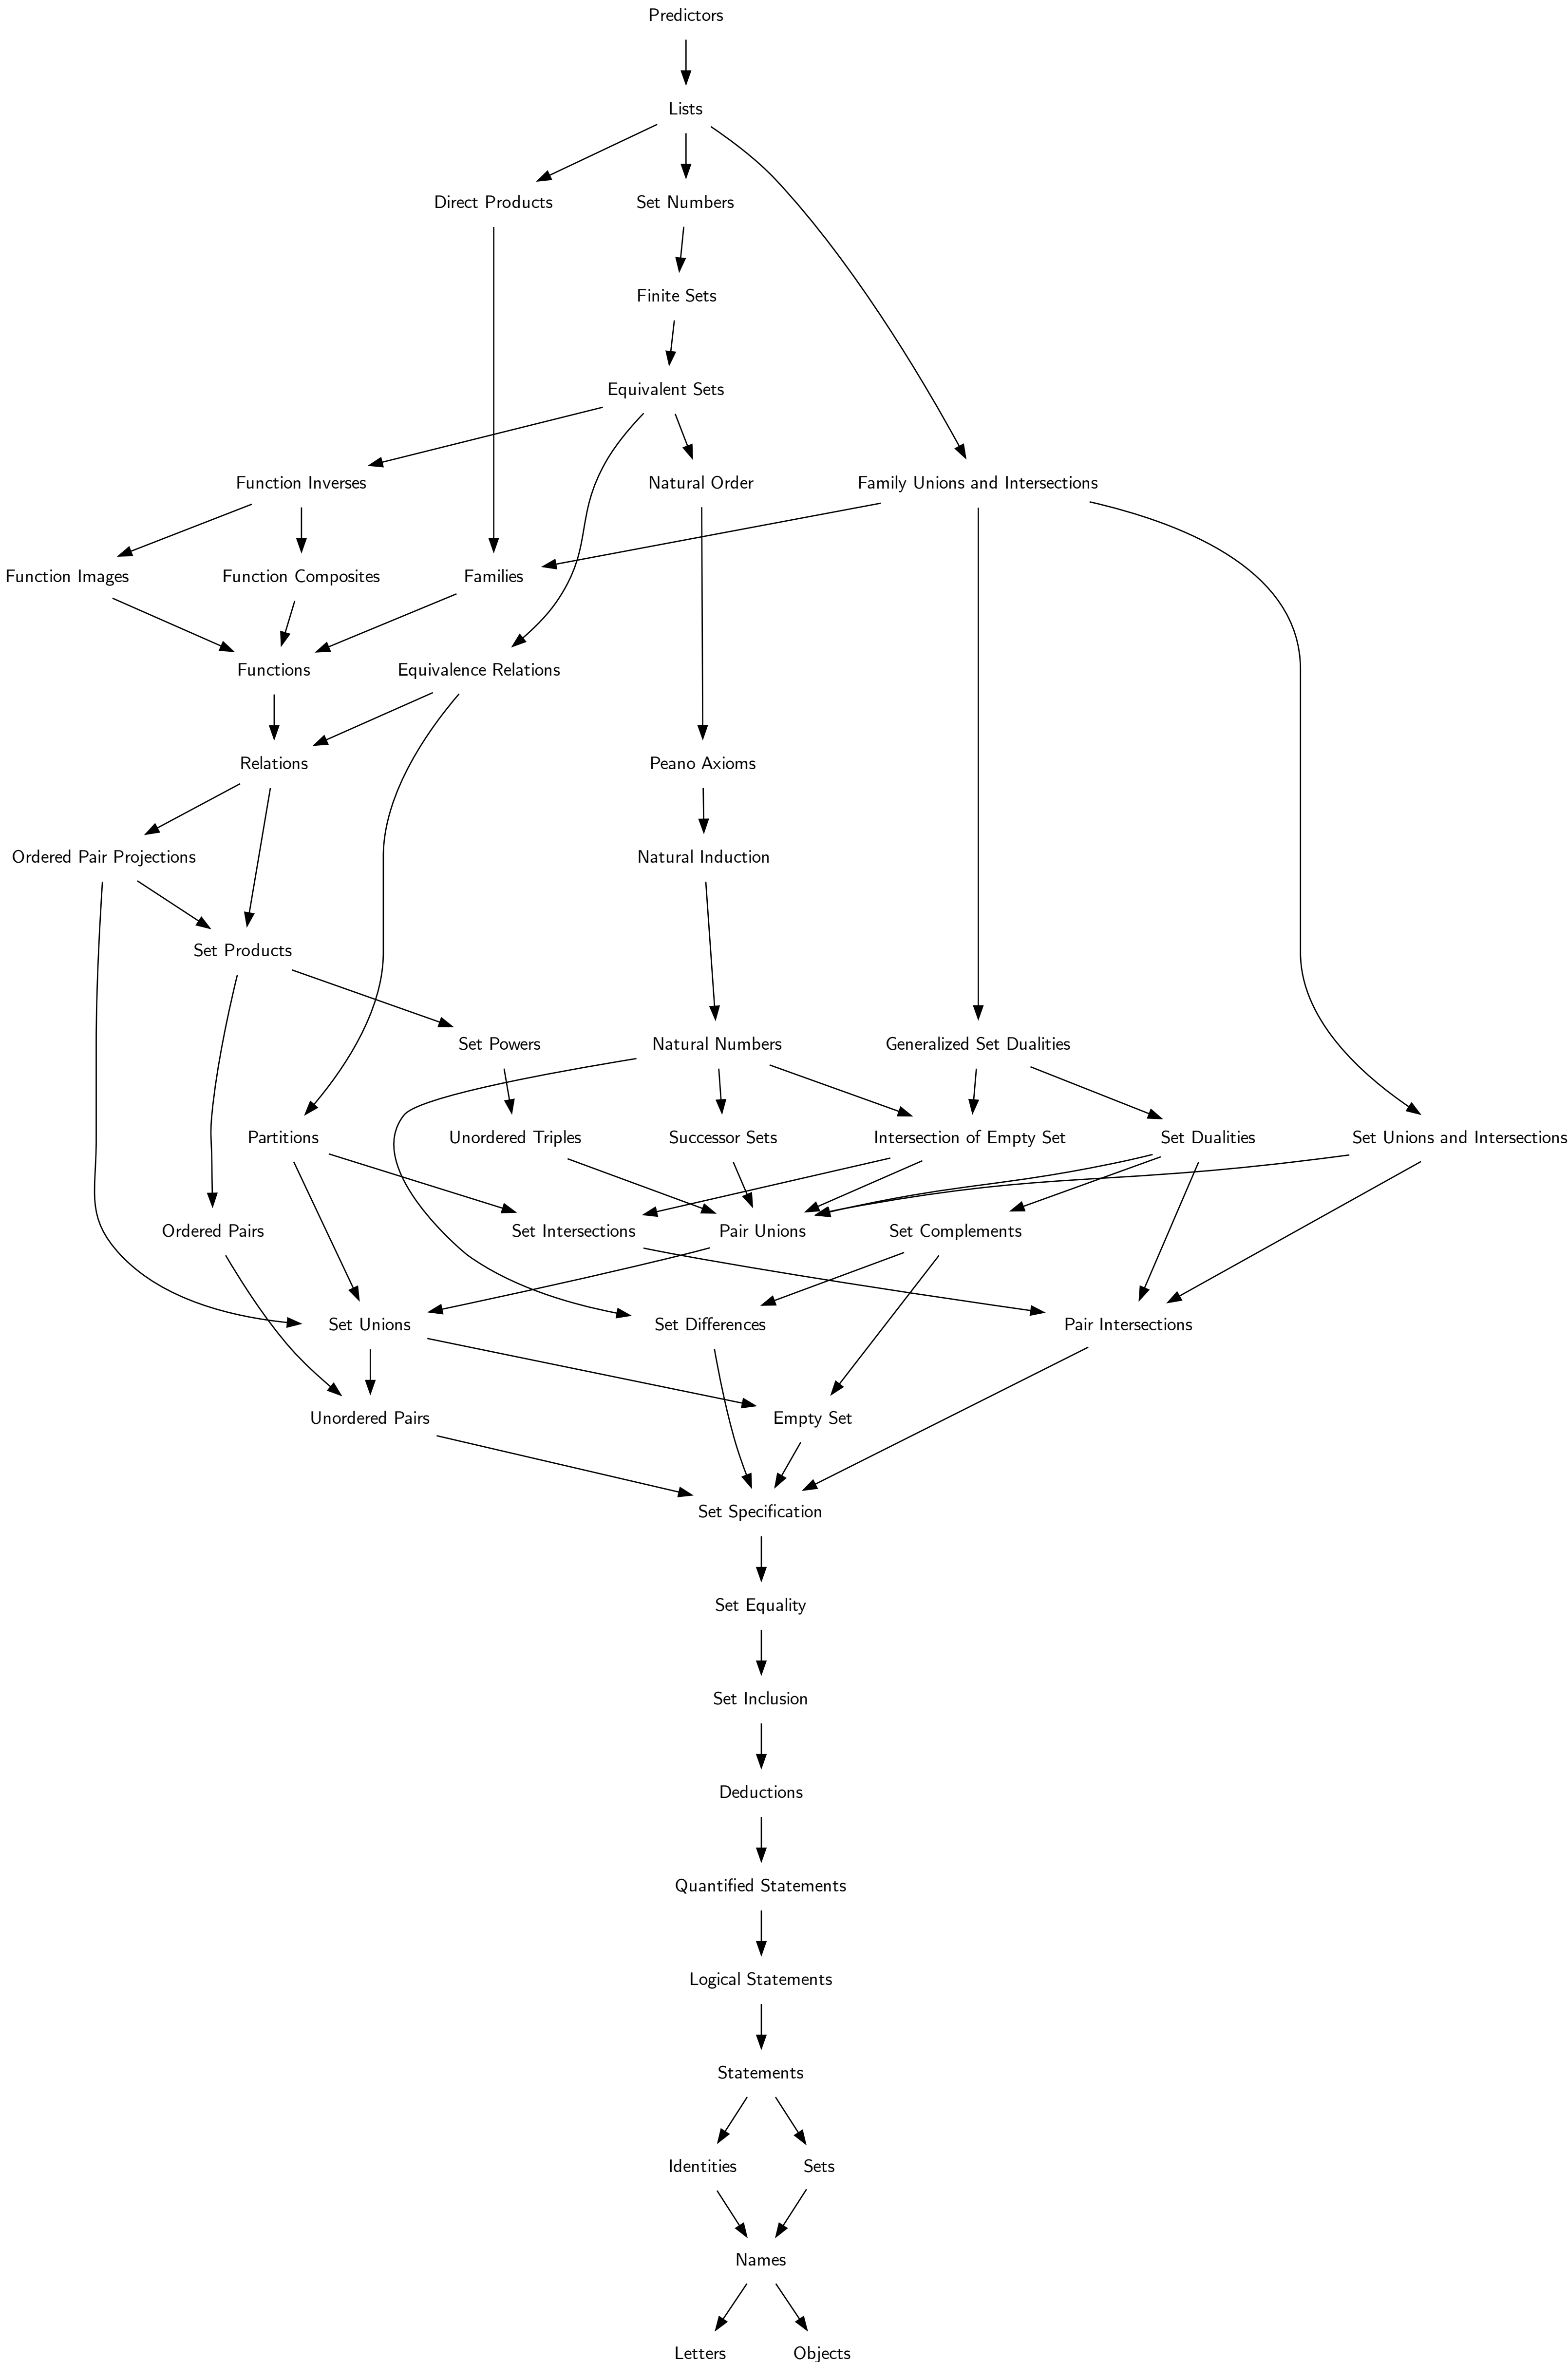 Predictors
Lists
Direct Products
Set Numbers
Finite Sets
Equivalent Sets
Function Inverses
Natural Order
Family Unions and Intersections
Function Images
Function Composites
Families
Functions
Equivalence Relations
Relations
Peano Axioms
Ordered Pair Projections
Natural Induction
Set Products
Set Powers
Natural Numbers
Generalized Set Dualities
Partitions
Unordered Triples
Successor Sets
Intersection of Empty Set
Set Dualities
Set Unions and Intersections
Ordered Pairs
Set Intersections
Pair Unions
Set Complements
Set Unions
Set Differences
Pair Intersections
Unordered Pairs
Empty Set
Set Specification
Set Equality
Set Inclusion
Deductions
Quantified Statements
Logical Statements
Statements
Identities
Sets
Names
Letters
Objects